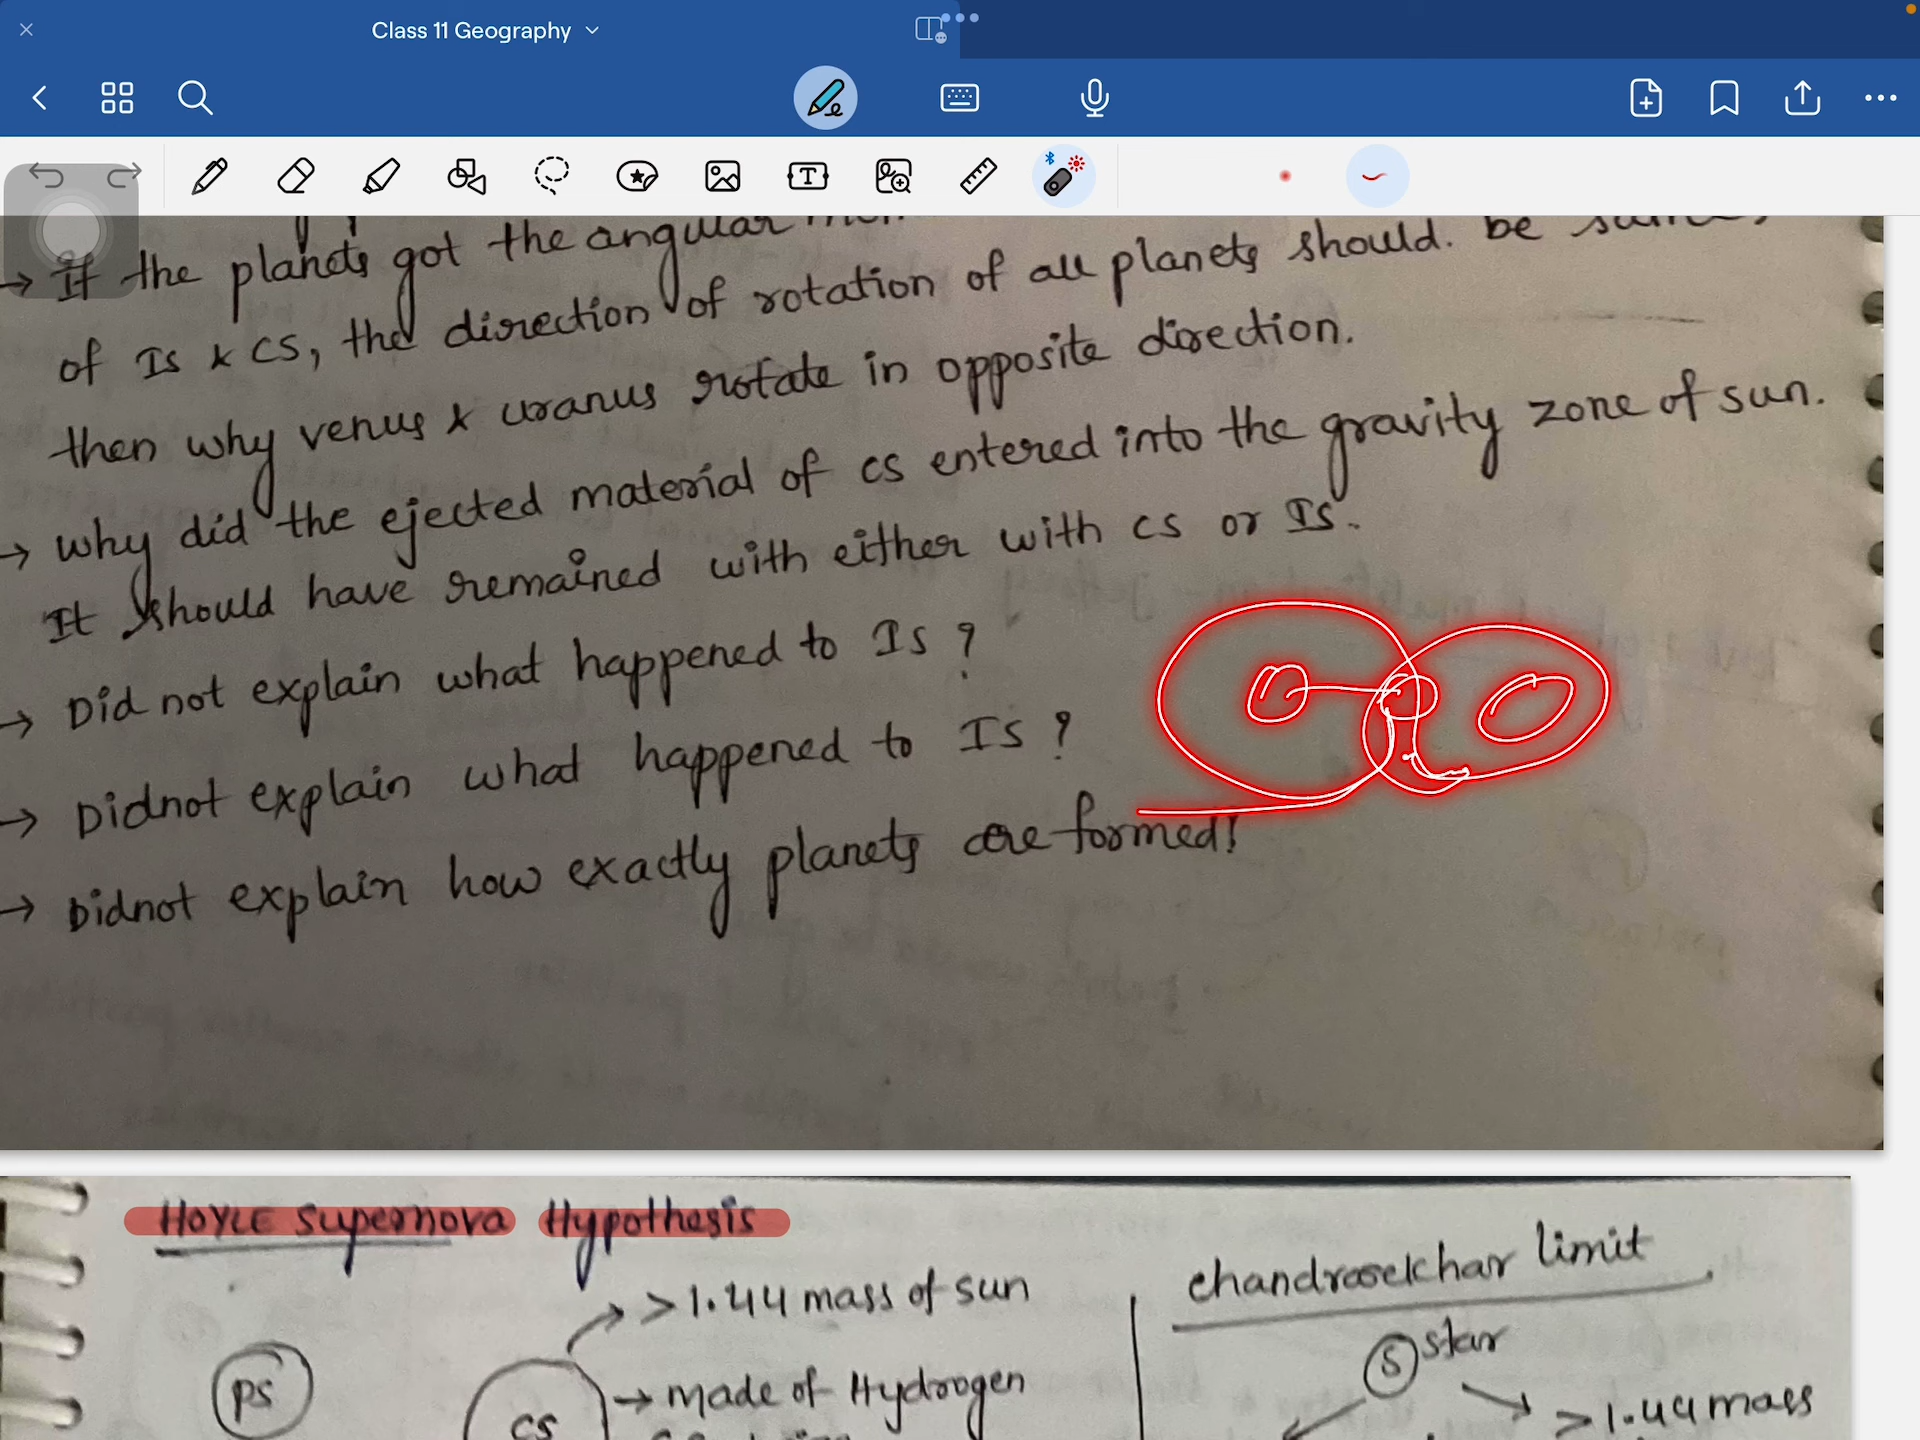 Class 11 Geography
→ If the planets got the angular
of IS & CS, the direction of rotation of all planets should. be
then why venus & uranus rotate in opposite direction.
→ why did the ejected material of CS entered into the gravity zone of sun.
It should have remained with either with CS or IS.
→ Did not explain what happened to IS ?
→ Didnot explain what happened to IS ?
→ Didnot explain how exactly planets are formed!
HOYLE Supernova Hypothesis
→ >1.44 mass of sun
chandrasekhar limit
S star
PS
CS
→ made of Hydrogen
>1.44 mass